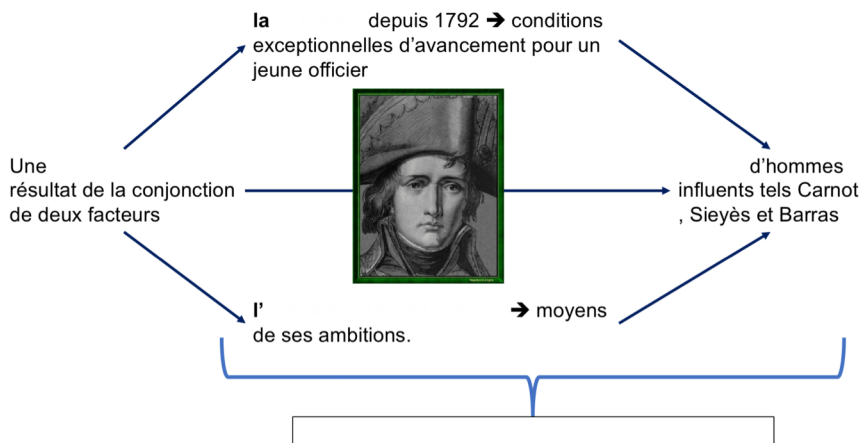 la depuis 1792 ➔ conditions
exceptionnelles d’avancement pour un
jeune officier
Une
résultat de la conjonction
de deux facteurs
d’hommes
influents tels Carnot
, Sieyès et Barras
l’ ➔ moyens
de ses ambitions.